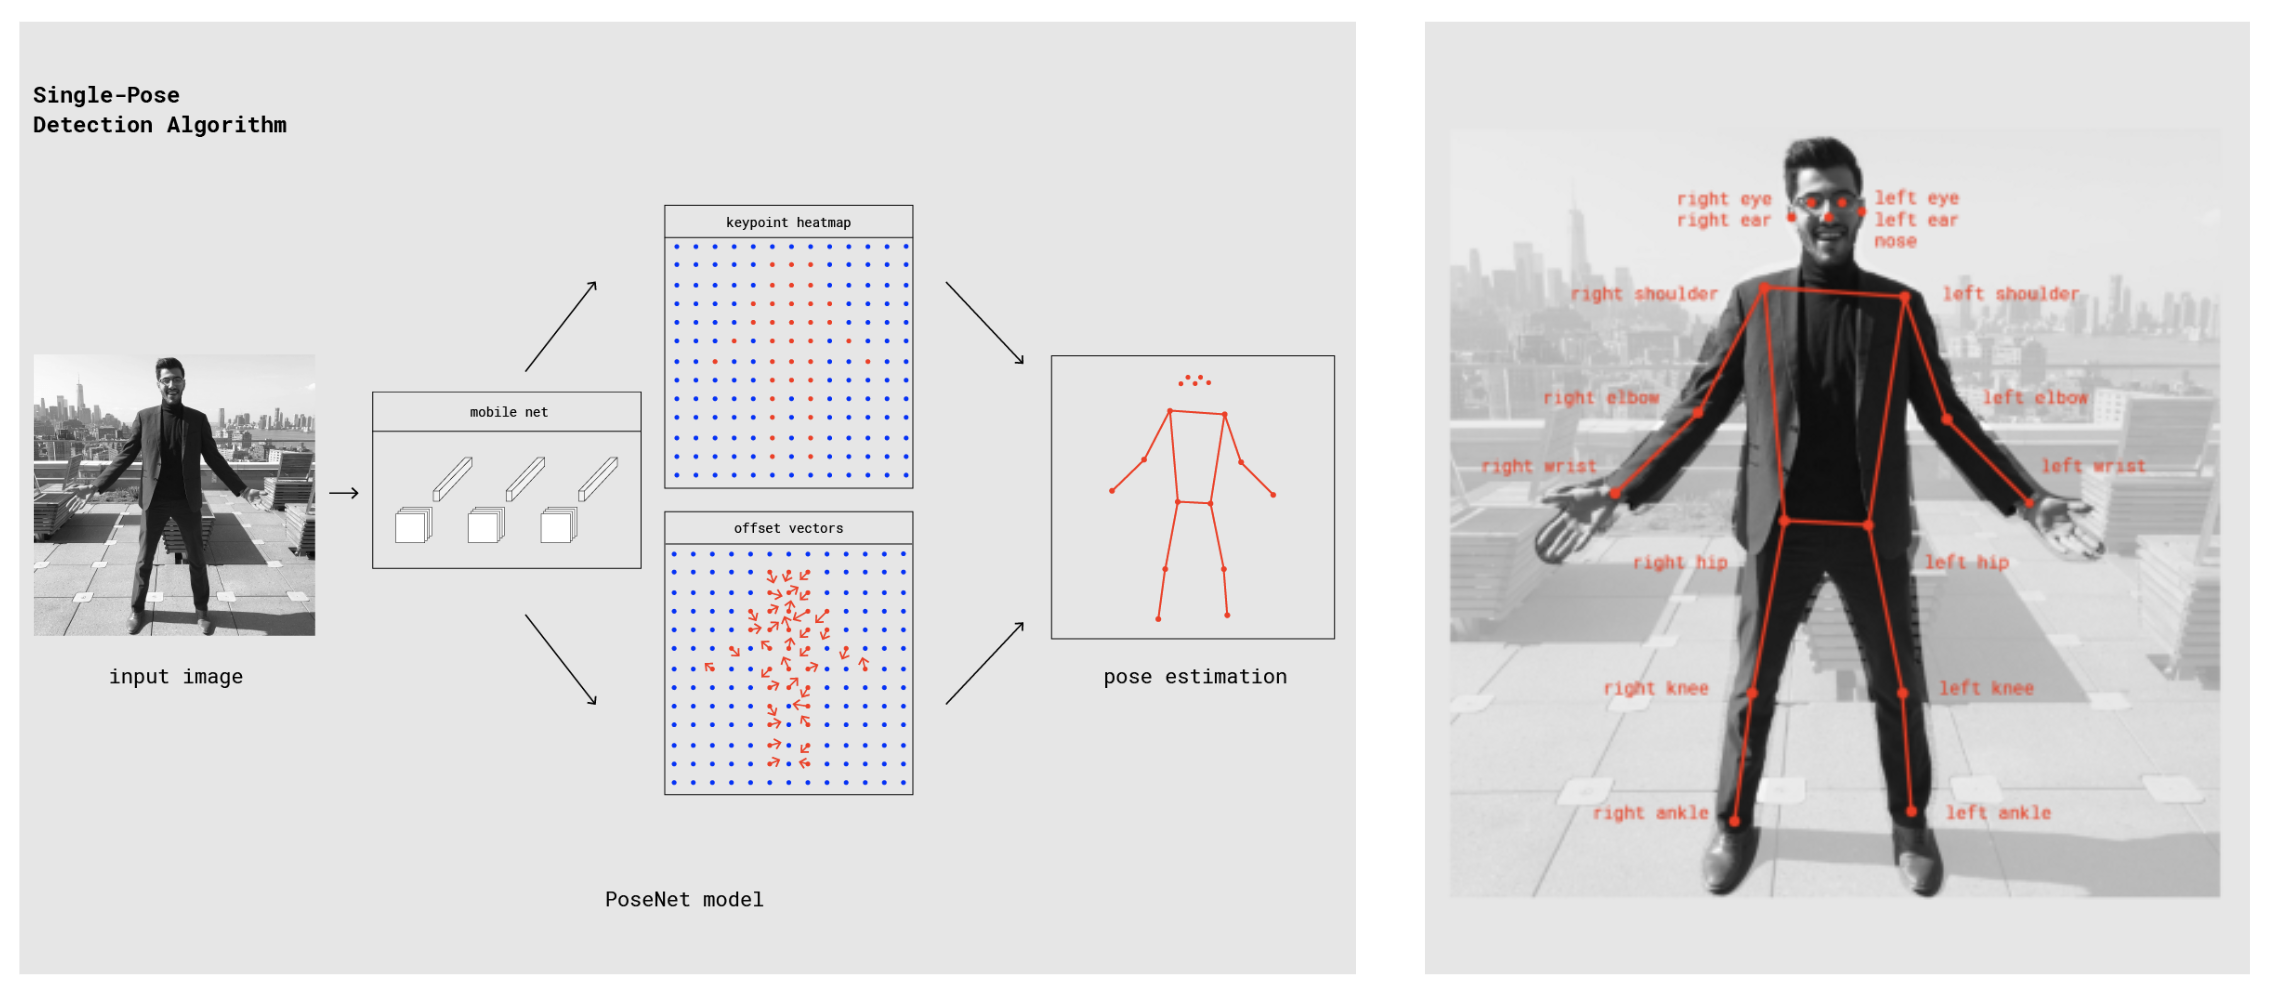 Single-Pose
Detection Algorithm
input image
mobile net
keypoint heatmap
offset vectors
pose estimation
PoseNet model
right eye
left eye
right ear
left ear
nose
right shoulder
left shoulder
right elbow
left elbow
right wrist
left wrist
right hip
left hip
right knee
left knee
right ankle
left ankle